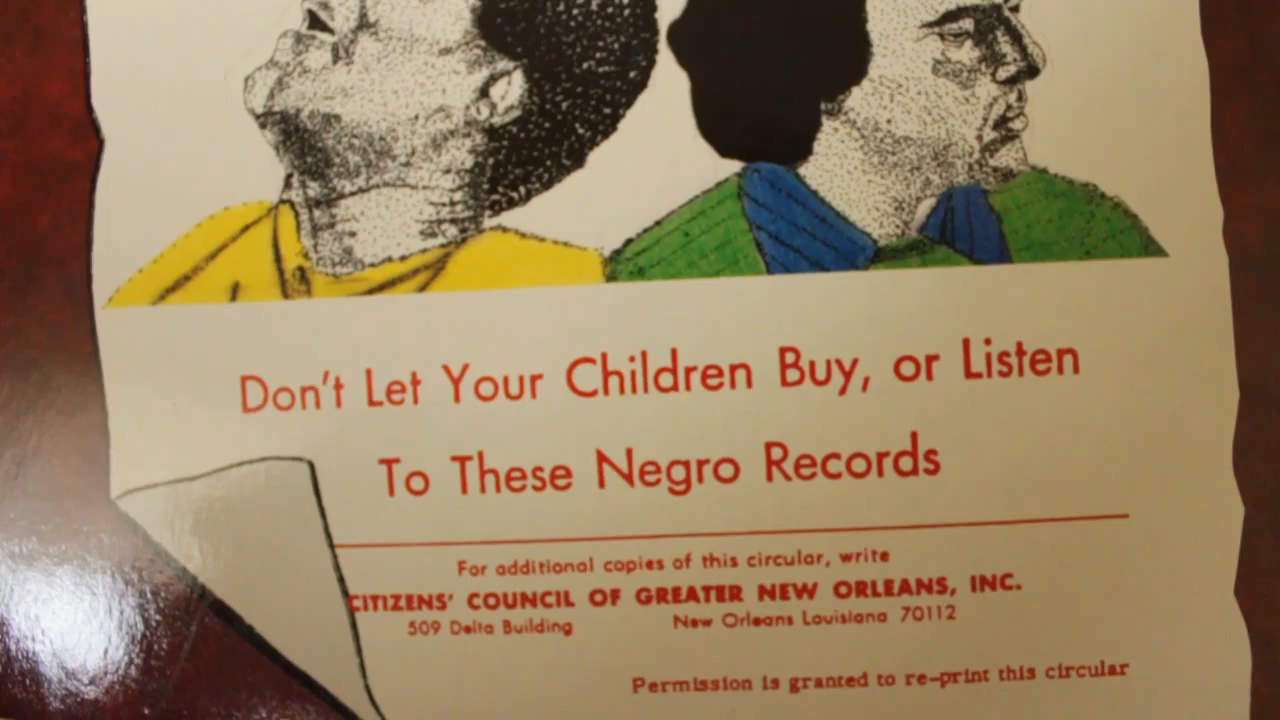 Don't Let Your Children Buy, or Listen
To These Negro Records
For additional copies of this circular, write
CITIZENS' COUNCIL OF GREATER NEW ORLEANS, INC.
509 Delta Building New Orleans Louisiana 70112
Permission is granted to re-print this circular